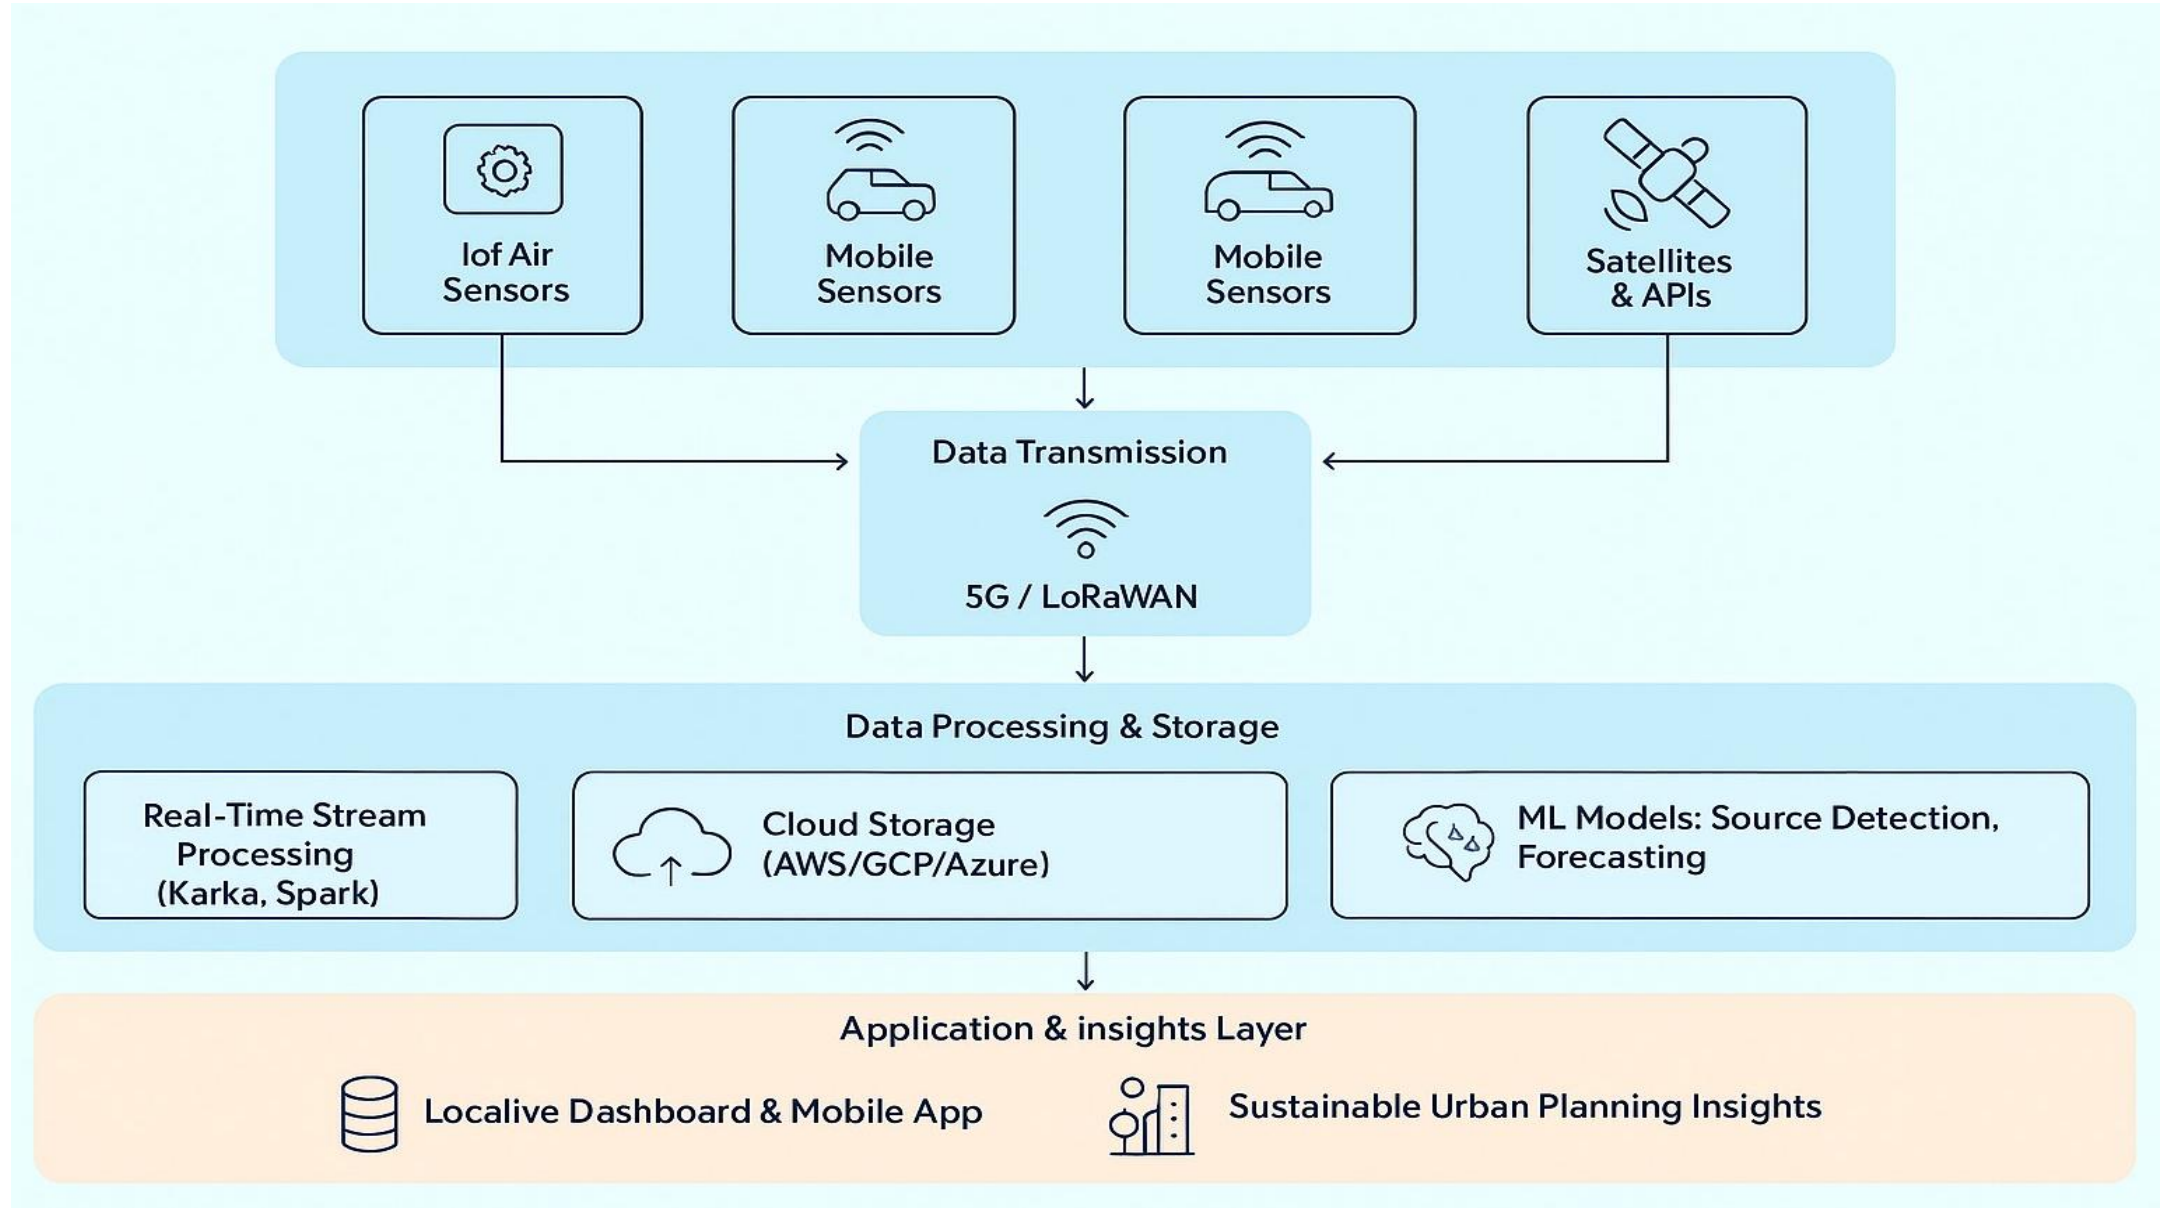 Iof Air
Sensors
Mobile
Sensors
Mobile
Sensors
Satellites
& APIs
Data Transmission
5G / LoRaWAN
Data Processing & Storage
Real-Time Stream
Processing
(Karka, Spark)
Cloud Storage
(AWS/GCP/Azure)
ML Models: Source Detection,
Forecasting
Application & insights Layer
Localive Dashboard & Mobile App
Sustainable Urban Planning Insights